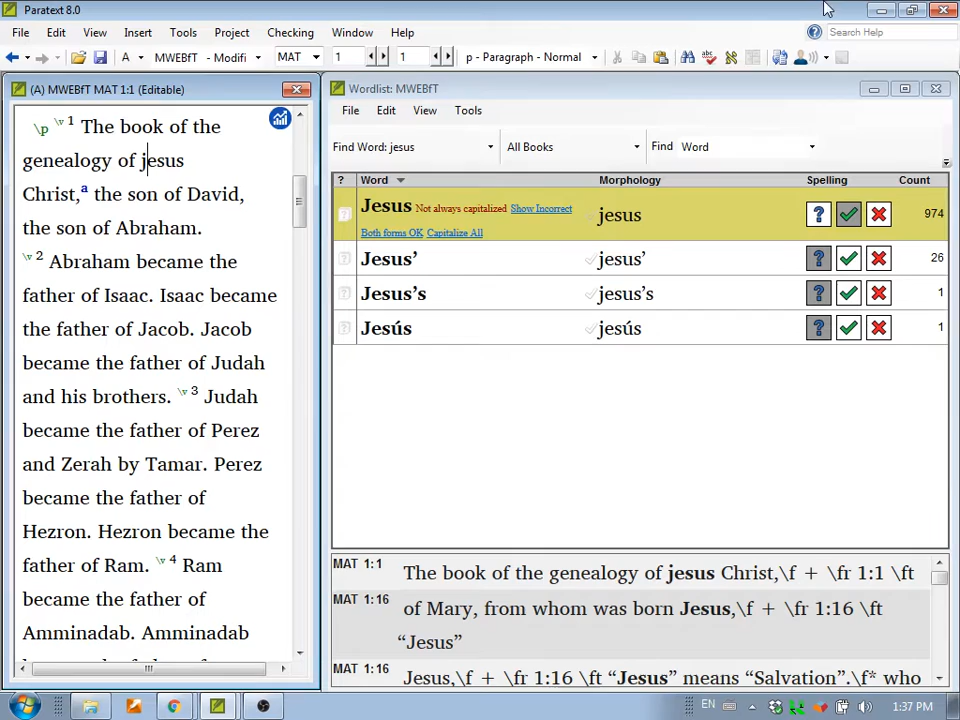 Paratext 8.0
File Edit View Insert Tools Project Checking Window Help
Search Help
A MWEBfT - Modifi MAT 1 1 p - Paragraph - Normal
(A) MWEBfT MAT 1:1 (Editable)
\p \v 1 The book of the
genealogy of jesus
Christ,a the son of David,
the son of Abraham.
\v 2 Abraham became the
father of Isaac. Isaac became
the father of Jacob. Jacob
became the father of Judah
and his brothers. \v 3 Judah
became the father of Perez
and Zerah by Tamar. Perez
became the father of
Hezron. Hezron became the
father of Ram. \v 4 Ram
became the father of
Amminadab. Amminadab
Wordlist: MWEBfT
File Edit View Tools
Find Word: jesus All Books Find Word
? Word Morphology Spelling Count
Jesus Not always capitalized Show Incorrect jesus ? 974
Both forms OK Capitalize All
Jesus’ jesus’ ? 26
Jesus’s jesus’s ? 1
Jesús jesús ? 1
MAT 1:1 The book of the genealogy of jesus Christ,\f + \fr 1:1 \ft
MAT 1:16 of Mary, from whom was born Jesus,\f + \fr 1:16 \ft
“Jesus”
MAT 1:16 Jesus,\f + \fr 1:16 \ft “Jesus” means “Salvation”.\f* who
EN 1:37 PM